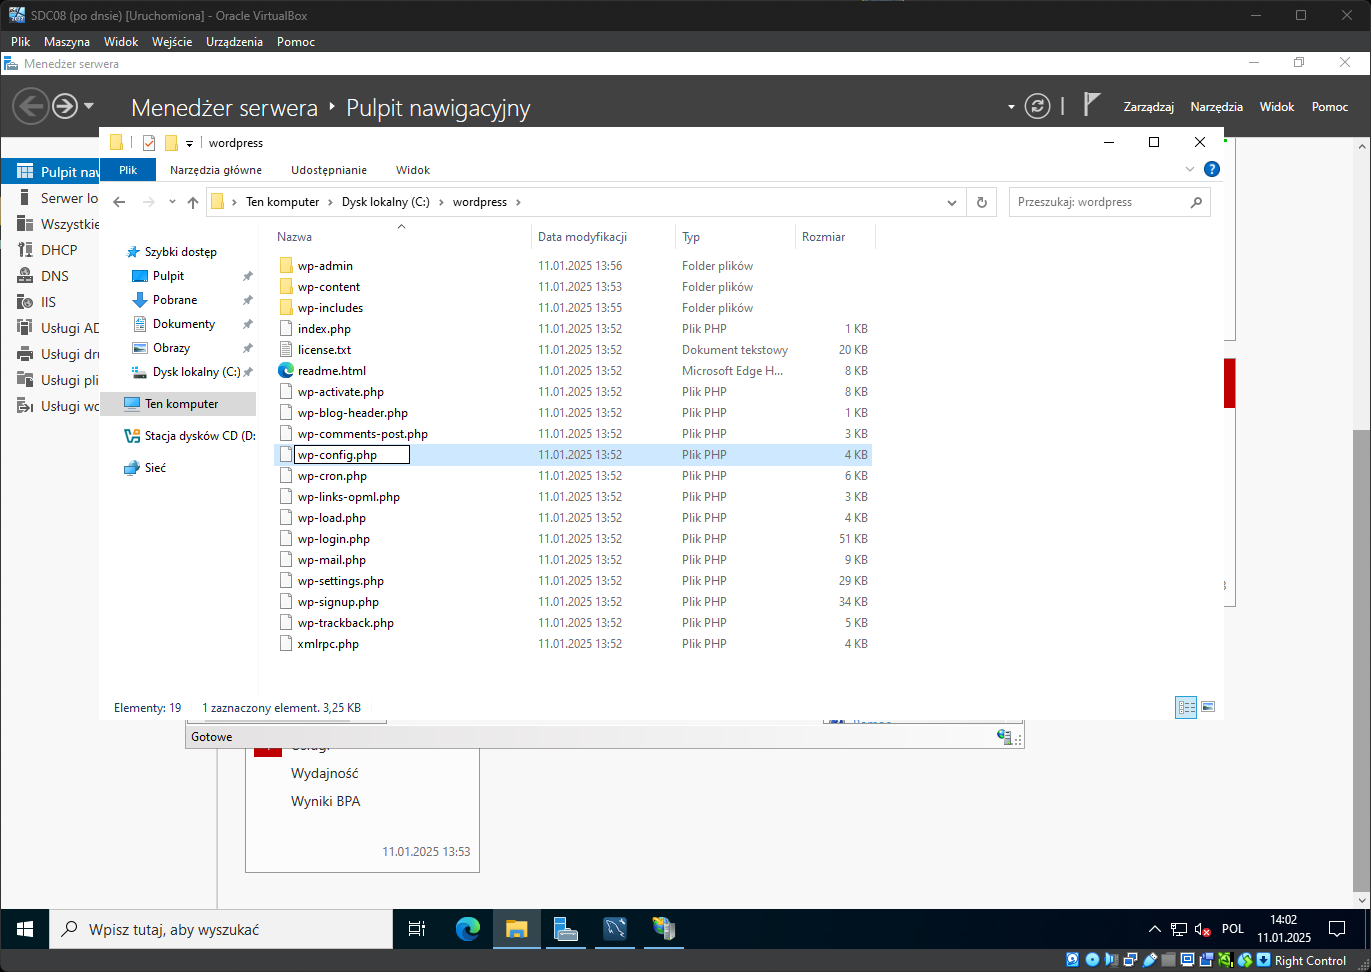 SDC08 (po dnsie) [Uruchomiona] - Oracle VirtualBox
Plik Maszyna Widok Wejście Urządzenia Pomoc
Menedżer serwera
Menedżer serwera Pulpit nawigacyjny
Zarządzaj Narzędzia Widok Pomoc
wordpress
Plik Narzędzia główne Udostępnianie Widok
Ten komputer Dysk lokalny (C:) wordpress
Przeszukaj: wordpress
Pulpit naw
Serwer lo
Wszystkie
DHCP
DNS
IIS
Usługi AD
Usługi dru
Usługi pli
Usługi wo
Szybki dostęp
Pulpit
Pobrane
Dokumenty
Obrazy
Dysk lokalny (C:)
Ten komputer
Stacja dysków CD (D:
Sieć
Nazwa Data modyfikacji Typ Rozmiar
wp-admin 11.01.2025 13:56 Folder plików
wp-content 11.01.2025 13:53 Folder plików
wp-includes 11.01.2025 13:55 Folder plików
index.php 11.01.2025 13:52 Plik PHP 1 KB
license.txt 11.01.2025 13:52 Dokument tekstowy 20 KB
readme.html 11.01.2025 13:52 Microsoft Edge H... 8 KB
wp-activate.php 11.01.2025 13:52 Plik PHP 8 KB
wp-blog-header.php 11.01.2025 13:52 Plik PHP 1 KB
wp-comments-post.php 11.01.2025 13:52 Plik PHP 3 KB
wp-config.php 11.01.2025 13:52 Plik PHP 4 KB
wp-cron.php 11.01.2025 13:52 Plik PHP 6 KB
wp-links-opml.php 11.01.2025 13:52 Plik PHP 3 KB
wp-load.php 11.01.2025 13:52 Plik PHP 4 KB
wp-login.php 11.01.2025 13:52 Plik PHP 51 KB
wp-mail.php 11.01.2025 13:52 Plik PHP 9 KB
wp-settings.php 11.01.2025 13:52 Plik PHP 29 KB
wp-signup.php 11.01.2025 13:52 Plik PHP 34 KB
wp-trackback.php 11.01.2025 13:52 Plik PHP 5 KB
xmlrpc.php 11.01.2025 13:52 Plik PHP 4 KB
Elementy: 19 1 zaznaczony element. 3,25 KB
Gotowe
Wydajność
Wyniki BPA
11.01.2025 13:53
Wpisz tutaj, aby wyszukać
POL
14:02
11.01.2025
Right Control